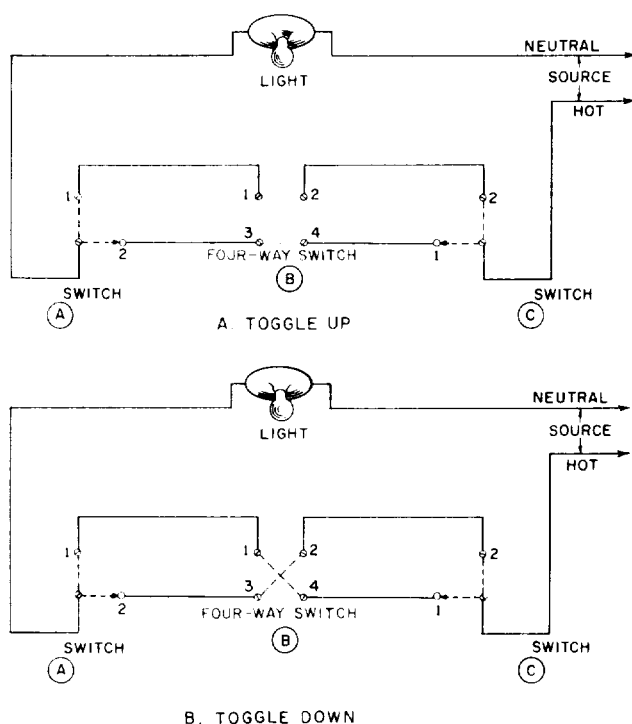 NEUTRAL
LIGHT
SOURCE
HOT
1
1
2
2
2
3
4
1
FOUR-WAY SWITCH
SWITCH
A
B
SWITCH
C
A. TOGGLE UP
NEUTRAL
LIGHT
SOURCE
HOT
1
1
2
2
2
3
4
1
FOUR-WAY SWITCH
SWITCH
A
B
SWITCH
C
B. TOGGLE DOWN